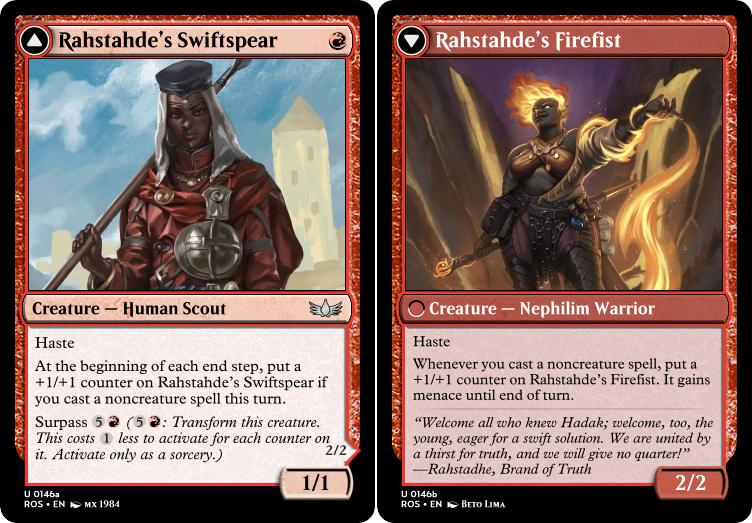 Rahstahde's Swiftspear
Creature — Human Scout
Haste
At the beginning of each end step, put a
+1/+1 counter on Rahstahde's Swiftspear if
you cast a noncreature spell this turn.
Surpass 5 (5: Transform this creature.
This costs 1 less to activate for each counter on
it. Activate only as a sorcery.)
2/2
1/1
U 0146a
ROS • EN MX 1984
Rahstahde's Firefist
Creature — Nephilim Warrior
Haste
Whenever you cast a noncreature spell, put a
+1/+1 counter on Rahstahde's Firefist. It gains
menace until end of turn.
“Welcome all who knew Hadak; welcome, too, the
young, eager for a swift solution. We are united by
a thirst for truth, and we will give no quarter!”
—Rahstadhe, Brand of Truth
2/2
U 0146b
ROS • EN Beto Lima